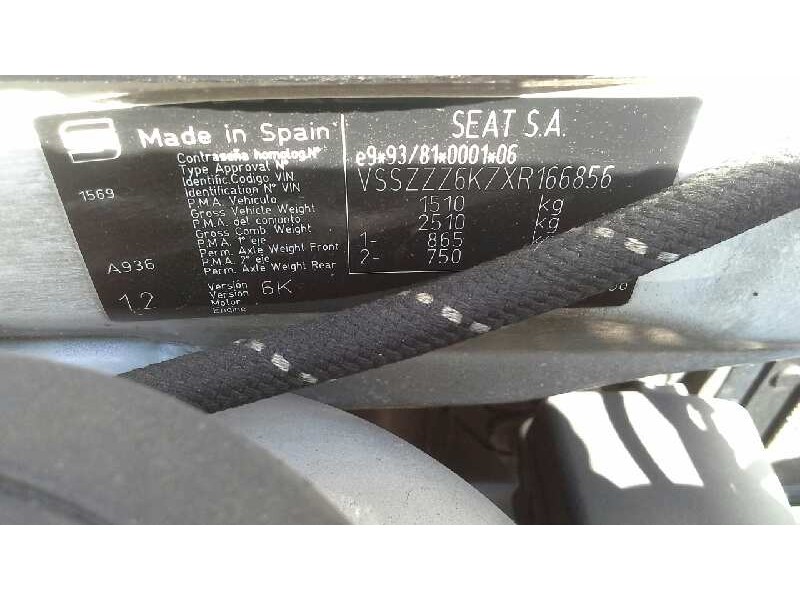 Made in Spain SEAT S.A.
Contraseña homolog.Nº
Type Approval Nº e9*93/81*0001*06
Identific.Codigo VIN
Identification Nº VIN VSSZZZ6KZXR166856
1569
P.M.A. Vehiculo
Gross Vehicle Weight 1510 kg
P.M.A. del conjunto
Gross Comb Weight 2510 kg
P.M.A. 1º eje
Perm. Axle Weight Front 1- 865 kg
P.M.A. 2º eje
Perm. Axle Weight Rear 2- 750
A936
1.2
Versión
Version 6K
Motor
Engine